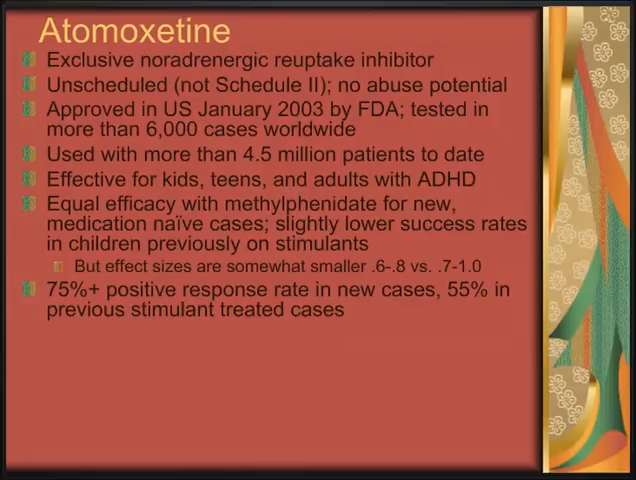 Atomoxetine
Exclusive noradrenergic reuptake inhibitor
Unscheduled (not Schedule II); no abuse potential
Approved in US January 2003 by FDA; tested in
more than 6,000 cases worldwide
Used with more than 4.5 million patients to date
Effective for kids, teens, and adults with ADHD
Equal efficacy with methylphenidate for new,
medication naïve cases; slightly lower success rates
in children previously on stimulants
But effect sizes are somewhat smaller .6-.8 vs. .7-1.0
75%+ positive response rate in new cases, 55% in
previous stimulant treated cases